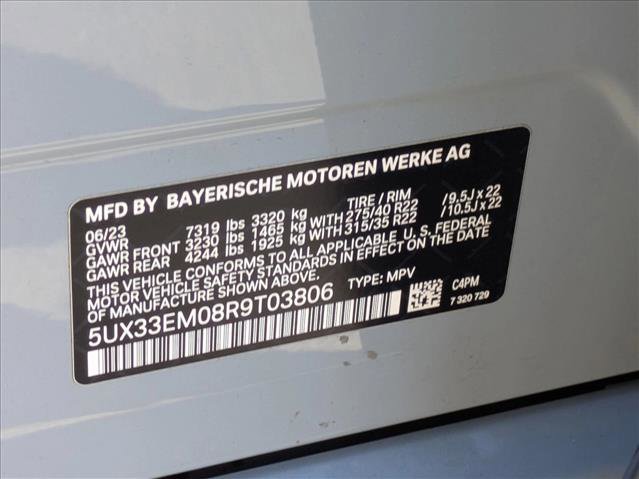 MFD BY BAYERISCHE MOTOREN WERKE AG
06/23 TIRE / RIM
GVWR 7319 lbs 3320 kg
GAWR FRONT 3230 lbs 1465 kg WITH 275/40 R22 /9.5J x 22
GAWR REAR 4244 lbs 1925 kg WITH 315/35 R22 /10.5J x 22
THIS VEHICLE CONFORMS TO ALL APPLICABLE U.S. FEDERAL
MOTOR VEHICLE SAFETY STANDARDS IN EFFECT ON THE DATE
OF MANUFACTURE SHOWN ABOVE.
5UX33EM08R9T03806 TYPE: MPV C4PM
7 320 729